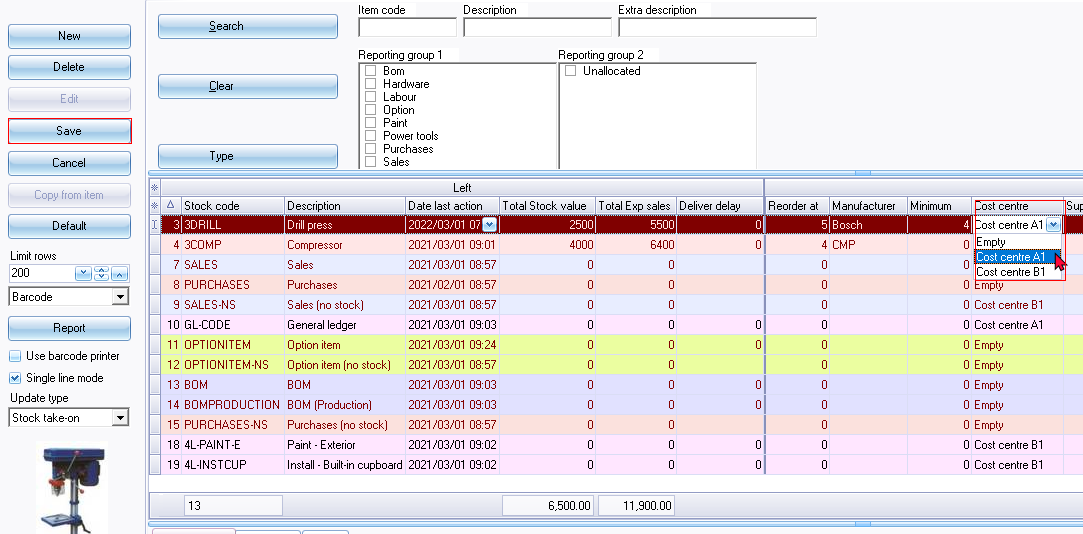 New
Delete
Edit
Save
Cancel
Copy from item
Default
Limit rows
200
Barcode
Report
Use barcode printer
Single line mode
Update type
Stock take-on
Search
Clear
Type
Item code
Description
Extra description
Reporting group 1
Bom
Hardware
Labour
Option
Paint
Power tools
Purchases
Sales
Reporting group 2
Unallocated
Left
Stock code Description Date last action Total Stock value Total Exp sales Deliver delay Reorder at Manufacturer Minimum Cost centre Sup
3 3DRILL Drill press 2022/03/01 07 2500 5500 5 Bosch 4 Cost centre A1
4 3COMP Compressor 2021/03/01 09:01 4000 6400 4 CMP 0 Empty
7 SALES Sales 2021/03/01 08:57 0 0 0 0 Cost centre A1
8 PURCHASES Purchases 2021/02/01 08:57 0 0 0 0 Cost centre B1
Empty
9 SALES-NS Sales (no stock) 2021/03/01 08:57 0 0 0 0 Cost centre B1
10 GL-CODE General ledger 2021/03/01 09:03 0 0 0 0 0 Cost centre A1
11 OPTIONITEM Option item 2021/03/01 09:24 0 0 0 0 0 Empty
12 OPTIONITEM-NS Option item (no stock) 2021/03/01 08:57 0 0 0 0 Empty
13 BOM BOM 2021/03/01 09:03 0 0 0 0 0 Empty
14 BOMPRODUCTION BOM (Production) 2021/03/01 09:03 0 0 0 0 0 Empty
15 PURCHASES-NS Purchases (no stock) 2021/03/01 08:57 0 0 0 0 Empty
18 4L-PAINT-E Paint - Exterior 2021/03/01 09:02 0 0 0 0 0 Cost centre B1
19 4L-INSTCUP Install - Built-in cupboard 2021/03/01 09:02 0 0 0 0 0 Cost centre B1
13 6,500.00 11,900.00